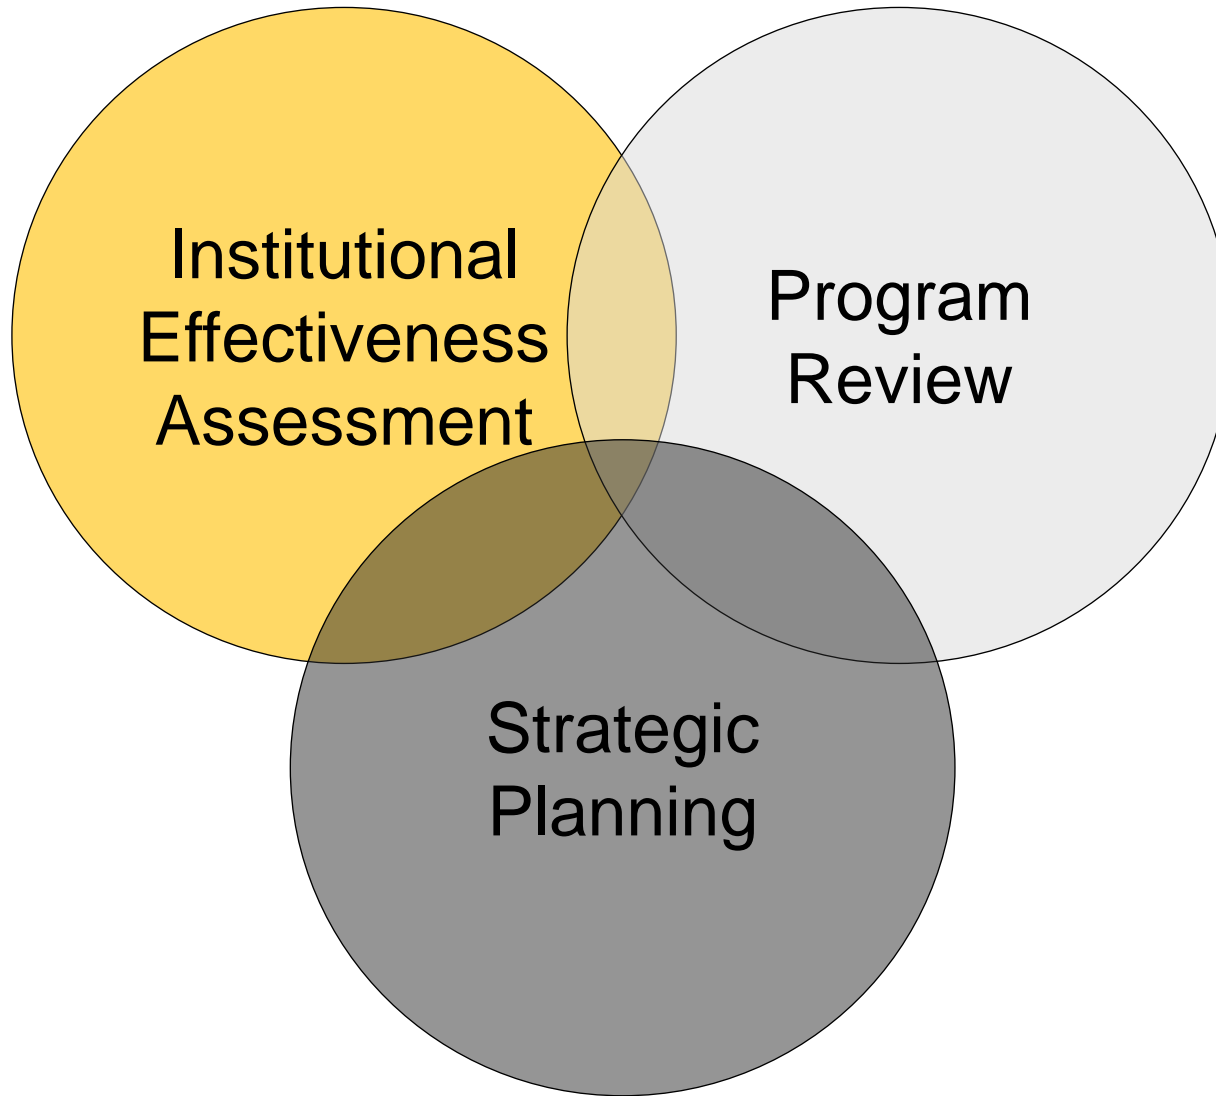 Institutional
Effectiveness
Assessment
Program
Review
Strategic
Planning